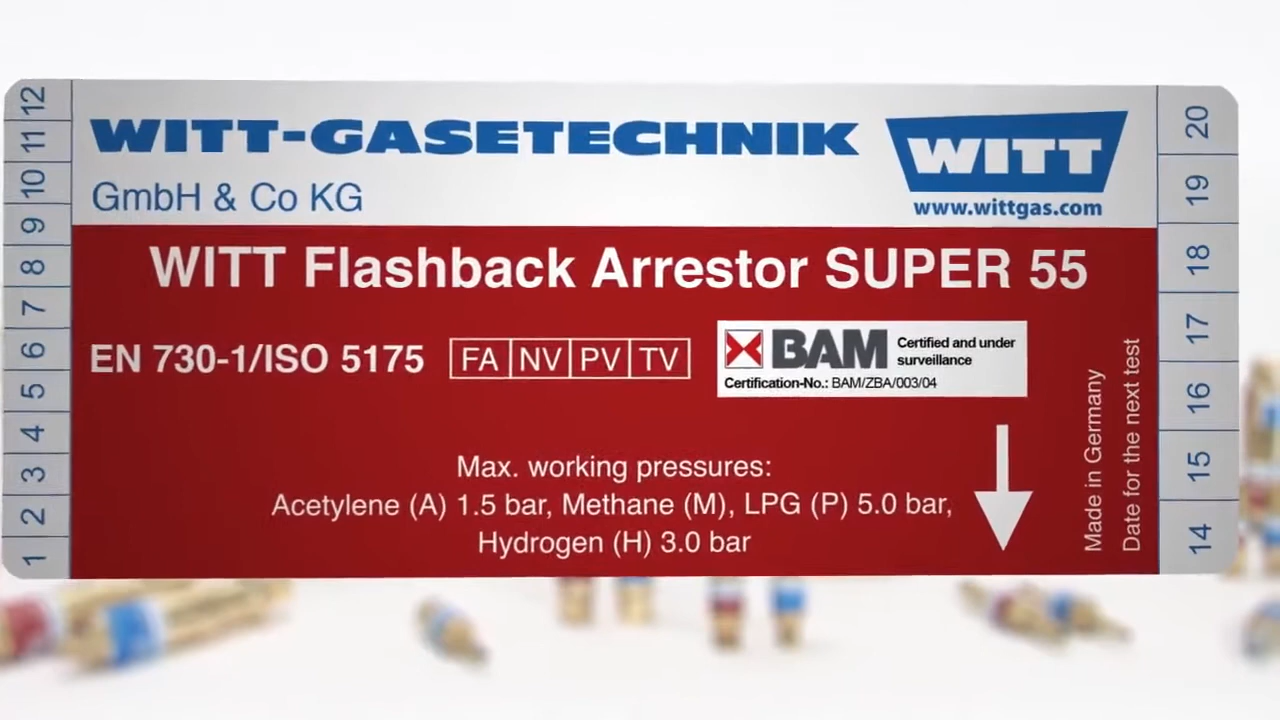 12
11
10
9
8
7
6
5
4
3
2
1
WITT-GASETECHNIK
GmbH & Co KG
WITT
www.wittgas.com
WITT Flashback Arrestor SUPER 55
EN 730-1/ISO 5175
FA NV PV TV
BAM
Certified and under
surveillance
Certification-No.: BAM/ZBA/003/04
Max. working pressures:
Acetylene (A) 1.5 bar, Methane (M), LPG (P) 5.0 bar,
Hydrogen (H) 3.0 bar
Made in Germany
Date for the next test
20
19
18
17
16
15
14